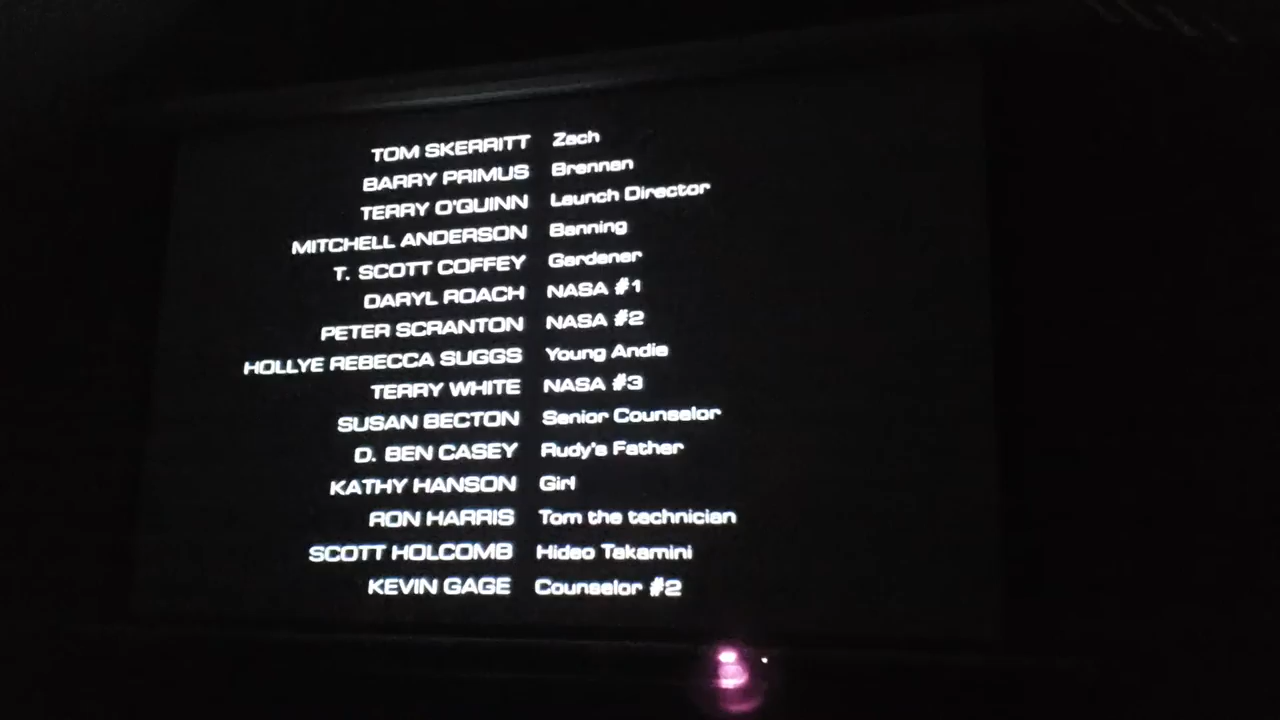 TOM SKERRITT Zach
BARRY PRIMUS Brennan
TERRY O'QUINN Launch Director
MITCHELL ANDERSON Banning
T. SCOTT COFFEY Gardener
DARYL ROACH NASA #1
PETER SCRANTON NASA #2
HOLLYE REBECCA SUGGS Young Andie
TERRY WHITE NASA #3
SUSAN BECTON Senior Counselor
D. BEN CASEY Rudy's Father
KATHY HANSON Girl
RON HARRIS Tom the technician
SCOTT HOLCOMB Hideo Takamini
KEVIN GAGE Counselor #2